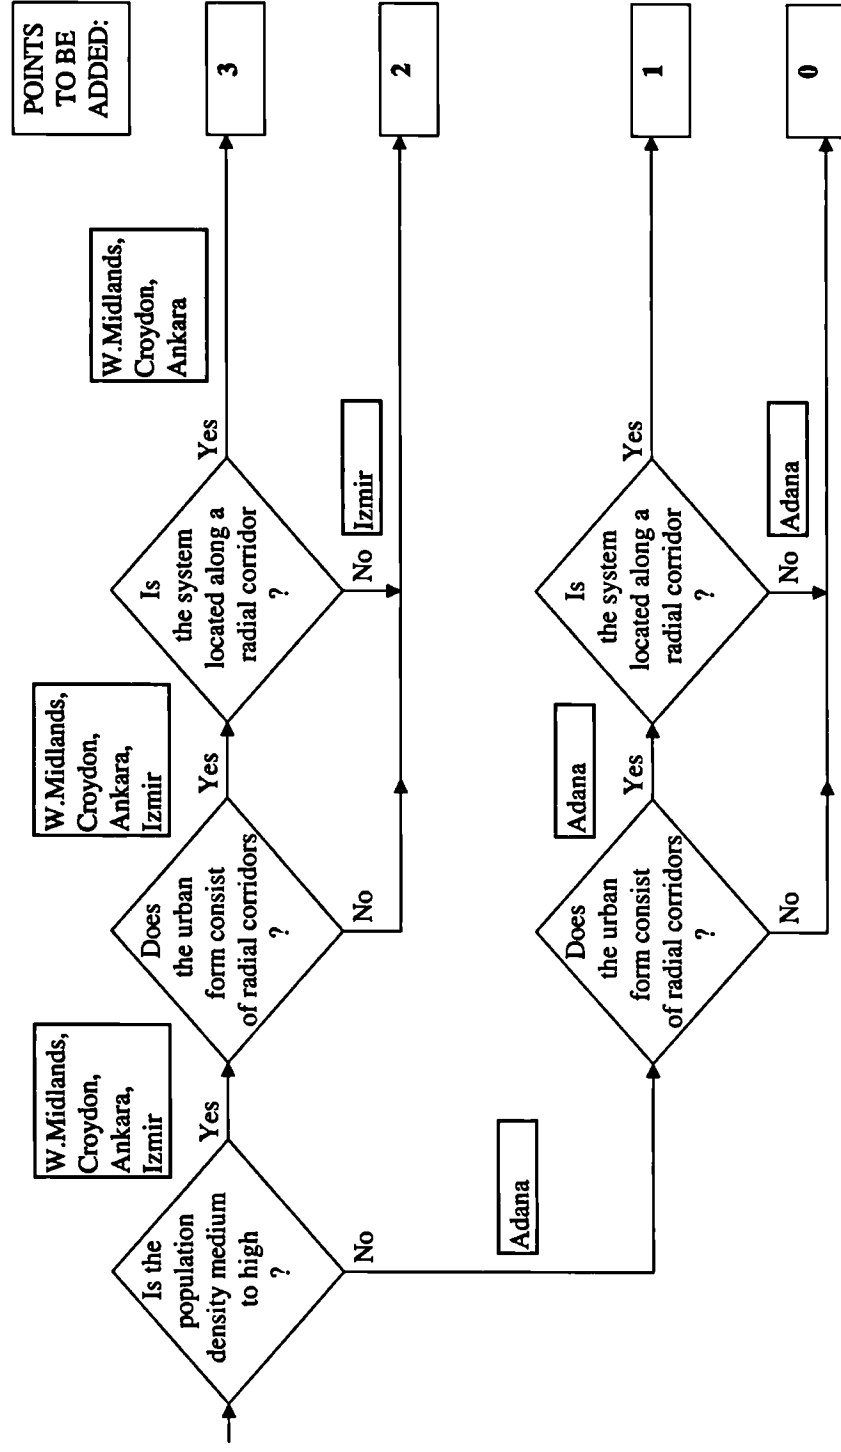 Is the
population
density medium
to high
?
Yes
No
W.Midlands,
Croydon,
Ankara,
Izmir
Does
the urban
form consist
of radial corridors
?
Yes
No
W.Midlands,
Croydon,
Ankara,
Izmir
Is
the system
located along a
radial corridor
?
Yes
No
W.Midlands,
Croydon,
Ankara
Izmir
POINTS
TO BE
ADDED:
3
2
Adana
Does
the urban
form consist
of radial corridors
?
Yes
No
Adana
Is
the system
located along a
radial corridor
?
Yes
No
Adana
1
0